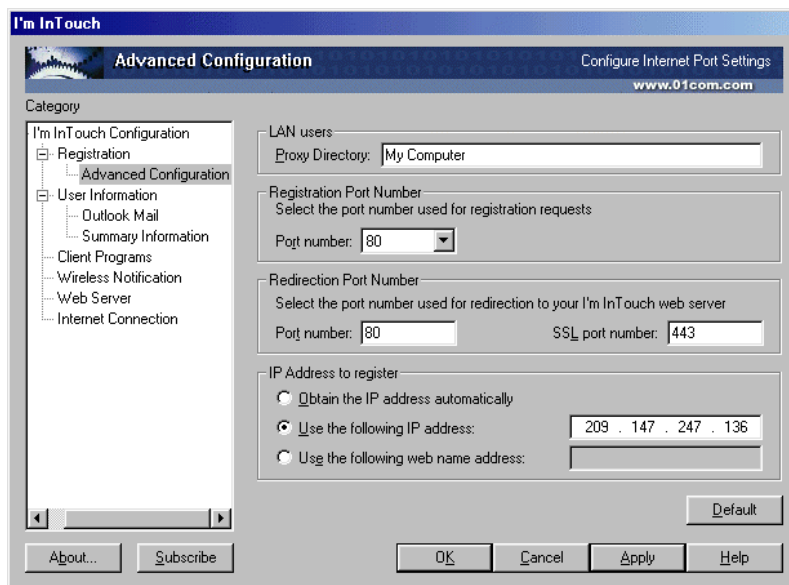 I'm InTouch
Advanced Configuration
Configure Internet Port Settings
www.01com.com
Category
I'm InTouch Configuration
Registration
Advanced Configuration
User Information
Outlook Mail
Summary Information
Client Programs
Wireless Notification
Web Server
Internet Connection
LAN users
Proxy Directory: My Computer
Registration Port Number
Select the port number used for registration requests
Port number: 80
Redirection Port Number
Select the port number used for redirection to your I'm InTouch web server
Port number: 80 SSL port number: 443
IP Address to register
Obtain the IP address automatically
Use the following IP address: 209 . 147 . 247 . 136
Use the following web name address:
Default
About... Subscribe OK Cancel Apply Help